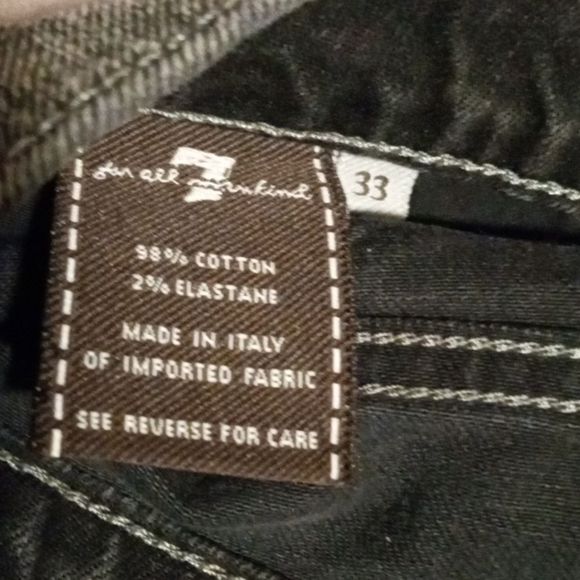 7
for all mankind
33
98% COTTON
2% ELASTANE
MADE IN ITALY
OF IMPORTED FABRIC
SEE REVERSE FOR CARE